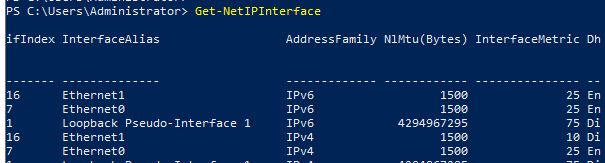 PS C:\Users\Administrator> Get-NetIPInterface
ifIndex InterfaceAlias AddressFamily NlMtu(Bytes) InterfaceMetric Dh
------- -------------- ------------- ------------ --------------- --
16 Ethernet1 IPv6 1500 25 En
7 Ethernet0 IPv6 1500 25 En
1 Loopback Pseudo-Interface 1 IPv6 4294967295 75 Di
16 Ethernet1 IPv4 1500 10 Di
7 Ethernet0 IPv4 1500 25 En